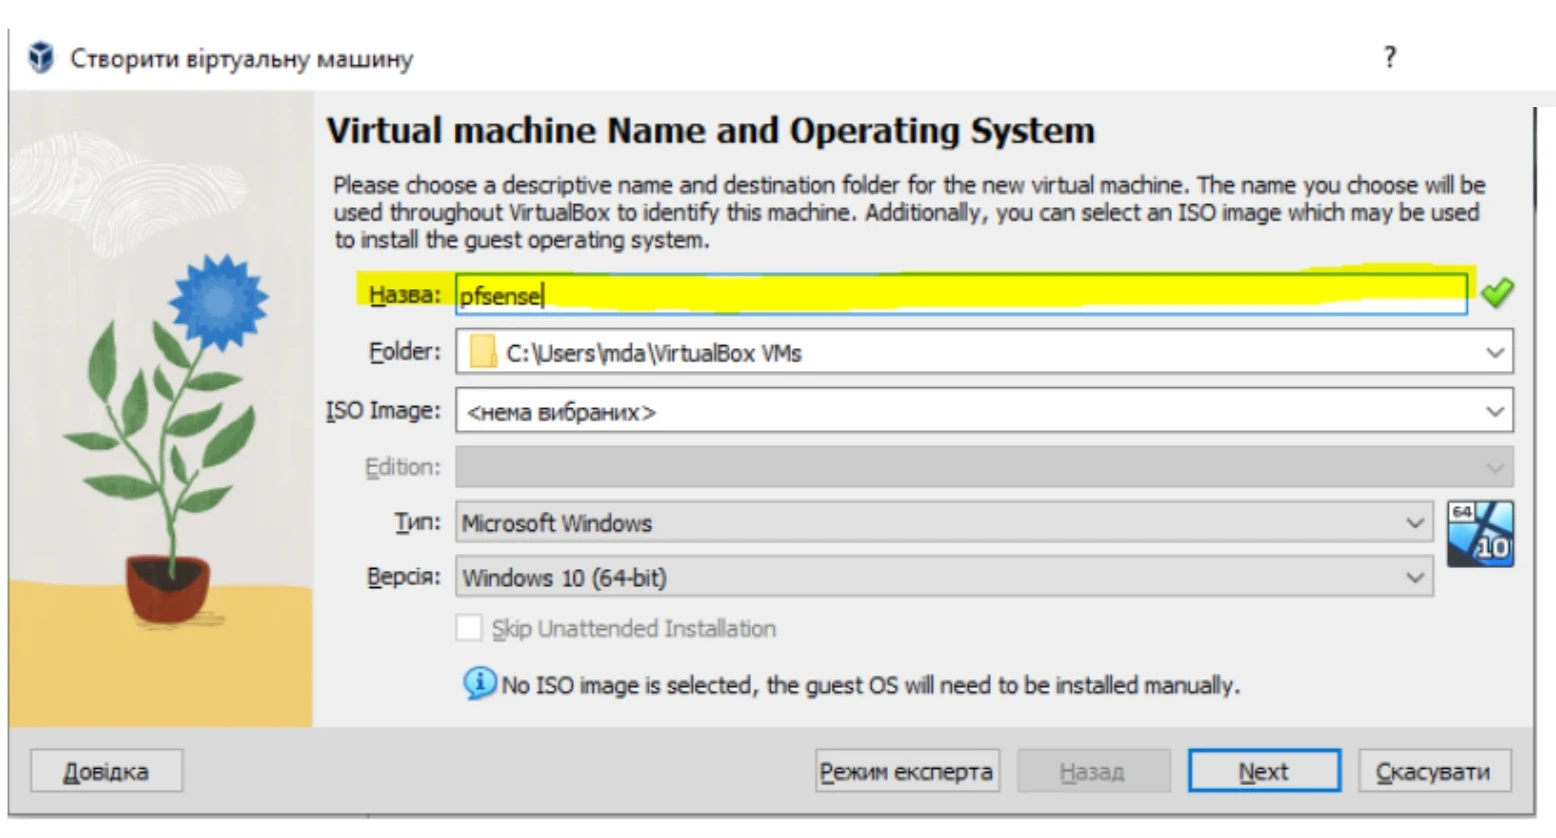 Створити віртуальну машину
?
Virtual machine Name and Operating System
Please choose a descriptive name and destination folder for the new virtual machine. The name you choose will be
used throughout VirtualBox to identify this machine. Additionally, you can select an ISO image which may be used
to install the guest operating system.
Назва: pfsense
Folder: C:\Users\mda\VirtualBox VMs
ISO Image: <нема вибраних>
Edition:
Тип: Microsoft Windows
64
10
Версія: Windows 10 (64-bit)
Skip Unattended Installation
No ISO image is selected, the guest OS will need to be installed manually.
Довідка Режим експерта Назад Next Скасувати